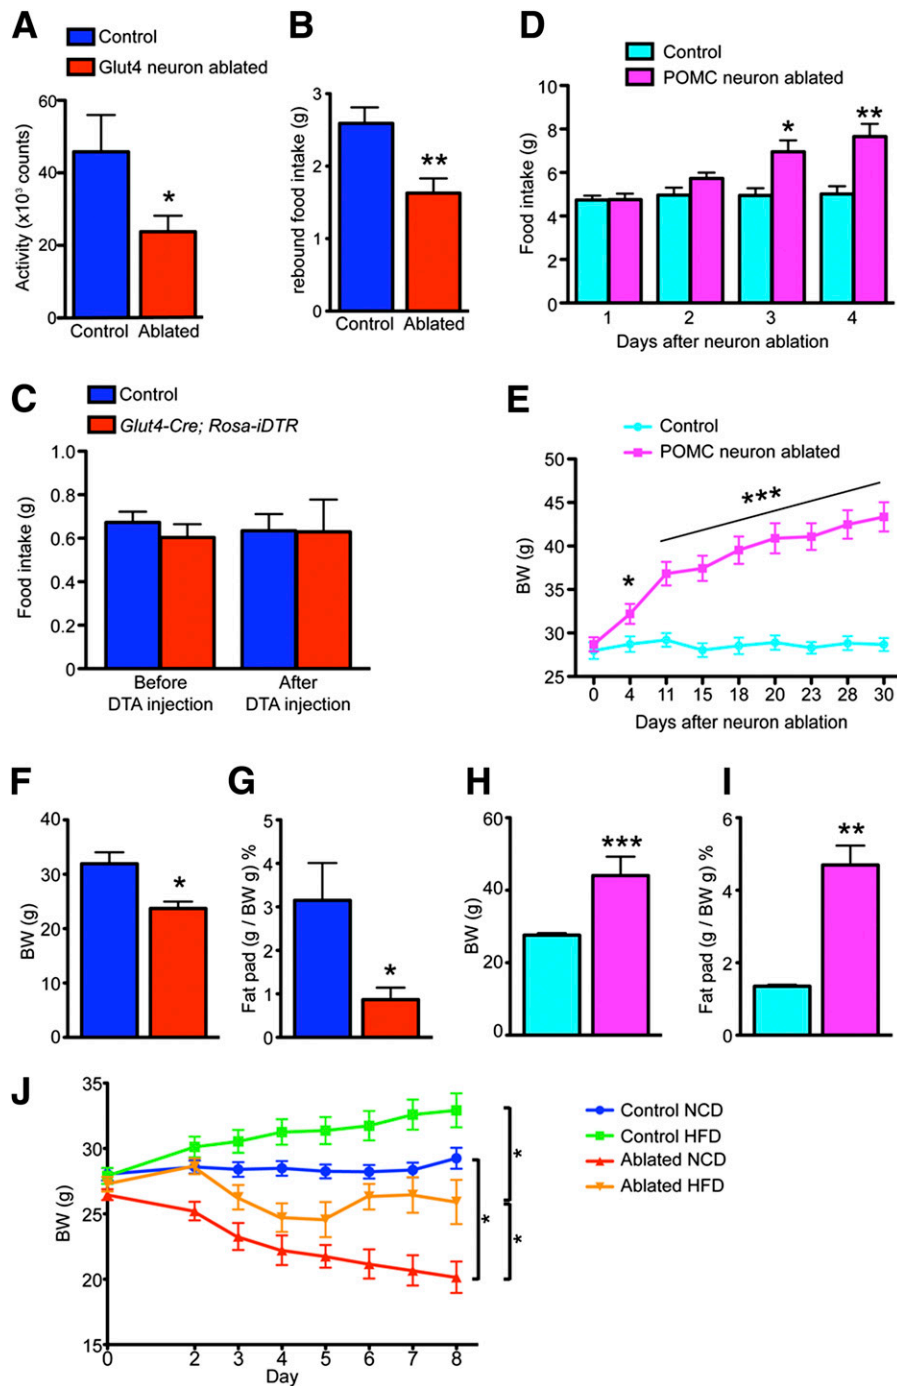 A
Control
Glut4 neuron ablated
Activity (x10³ counts)
60
40
20
0
*
Control Ablated
B
rebound food intake (g)
3
2
1
0
**
Control Ablated
D
Control
POMC neuron ablated
Food intake (g)
10
8
6
4
2
0
*
**
1 2 3 4
Days after neuron ablation
C
Control
Glut4-Cre; Rosa-iDTR
Food intake (g)
1.0
0.8
0.6
0.4
0.2
0
Before
DTA injection
After
DTA injection
E
Control
POMC neuron ablated
BW (g)
50
45
40
35
30
25
*
***
0 4 11 15 18 20 23 28 30
Days after neuron ablation
F
BW (g)
40
30
20
10
0
*
G
Fat pad (g / BW g) %
5
4
3
2
1
0
*
H
BW (g)
60
40
20
0
***
I
Fat pad (g / BW g) %
6
4
2
0
**
J
BW (g)
35
30
25
20
15
0 2 3 4 5 6 7 8
Day
*
*
*
Control NCD
Control HFD
Ablated NCD
Ablated HFD